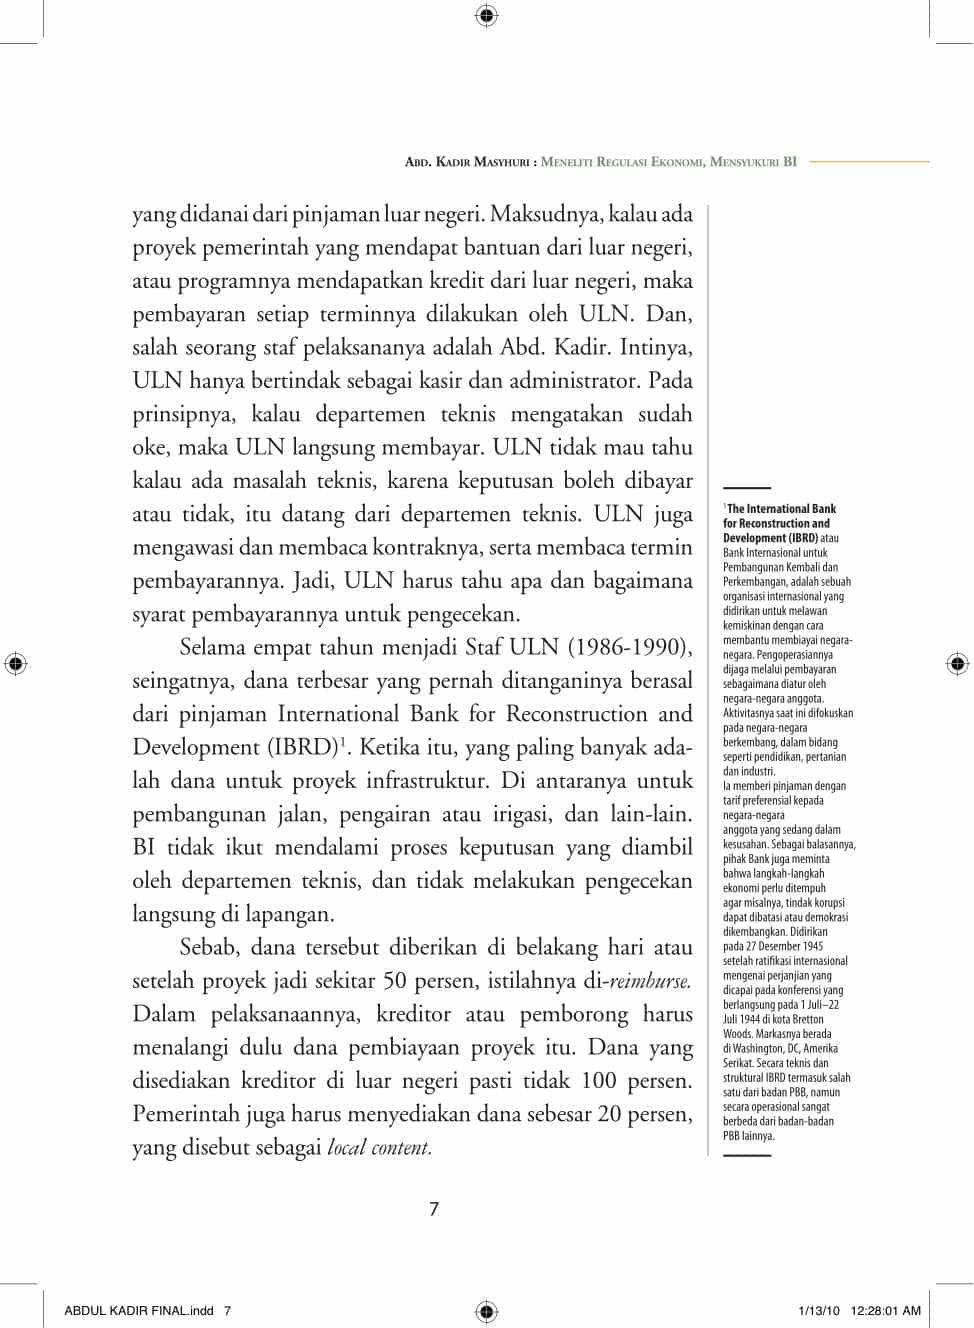 ABD. KADIR MASYHURI : MENELITI REGULASI EKONOMI, MENSYUKURI BI
yang didanai dari pinjaman luar negeri. Maksudnya, kalau ada
proyek pemerintah yang mendapat bantuan dari luar negeri,
atau programnya mendapatkan kredit dari luar negeri, maka
pembayaran setiap terminnya dilakukan oleh ULN. Dan,
salah seorang staf pelaksananya adalah Abd. Kadir. Intinya,
ULN hanya bertindak sebagai kasir dan administrator. Pada
prinsipnya, kalau departemen teknis mengatakan sudah
oke, maka ULN langsung membayar. ULN tidak mau tahu
kalau ada masalah teknis, karena keputusan boleh dibayar
atau tidak, itu datang dari departemen teknis. ULN juga
mengawasi dan membaca kontraknya, serta membaca termin
pembayarannya. Jadi, ULN harus tahu apa dan bagaimana
syarat pembayarannya untuk pengecekan.
Selama empat tahun menjadi Staf ULN (1986-1990),
seingatnya, dana terbesar yang pernah ditanganinya berasal
dari pinjaman International Bank for Reconstruction and
Development (IBRD)1. Ketika itu, yang paling banyak ada-
lah dana untuk proyek infrastruktur. Di antaranya untuk
pembangunan jalan, pengairan atau irigasi, dan lain-lain.
BI tidak ikut mendalami proses keputusan yang diambil
oleh departemen teknis, dan tidak melakukan pengecekan
langsung di lapangan.
Sebab, dana tersebut diberikan di belakang hari atau
setelah proyek jadi sekitar 50 persen, istilahnya di-reimburse.
Dalam pelaksanaannya, kreditor atau pemborong harus
menalangi dulu dana pembiayaan proyek itu. Dana yang
disediakan kreditor di luar negeri pasti tidak 100 persen.
Pemerintah juga harus menyediakan dana sebesar 20 persen,
yang disebut sebagai local content.
1 The International Bank
for Reconstruction and
Development (IBRD) atau
Bank Internasional untuk
Pembangunan Kembali dan
Perkembangan, adalah sebuah
organisasi internasional yang
didirikan untuk melawan
kemiskinan dengan cara
membantu membiayai negara-
negara. Pengoperasiannya
dijaga melalui pembayaran
sebagaimana diatur oleh
negara-negara anggota.
Aktivitasnya saat ini difokuskan
pada negara-negara
berkembang, dalam bidang
seperti pendidikan, pertanian
dan industri.
Ia memberi pinjaman dengan
tarif preferensial kepada
negara-negara
anggota yang sedang dalam
kesusahan. Sebagai balasannya,
pihak Bank juga meminta
bahwa langkah-langkah
ekonomi perlu ditempuh
agar misalnya, tindak korupsi
dapat dibatasi atau demokrasi
dikembangkan. Didirikan
pada 27 Desember 1945
setelah ratifikasi internasional
mengenai perjanjian yang
dicapai pada konferensi yang
berlangsung pada 1 Juli–22
Juli 1944 di kota Bretton
Woods. Markasnya berada
di Washington, DC, Amerika
Serikat. Secara teknis dan
struktural IBRD termasuk salah
satu dari badan PBB, namun
secara operasional sangat
berbeda dari badan-badan
PBB lainnya.
7
ABDUL KADIR FINAL.indd 7
1/13/10 12:28:01 AM